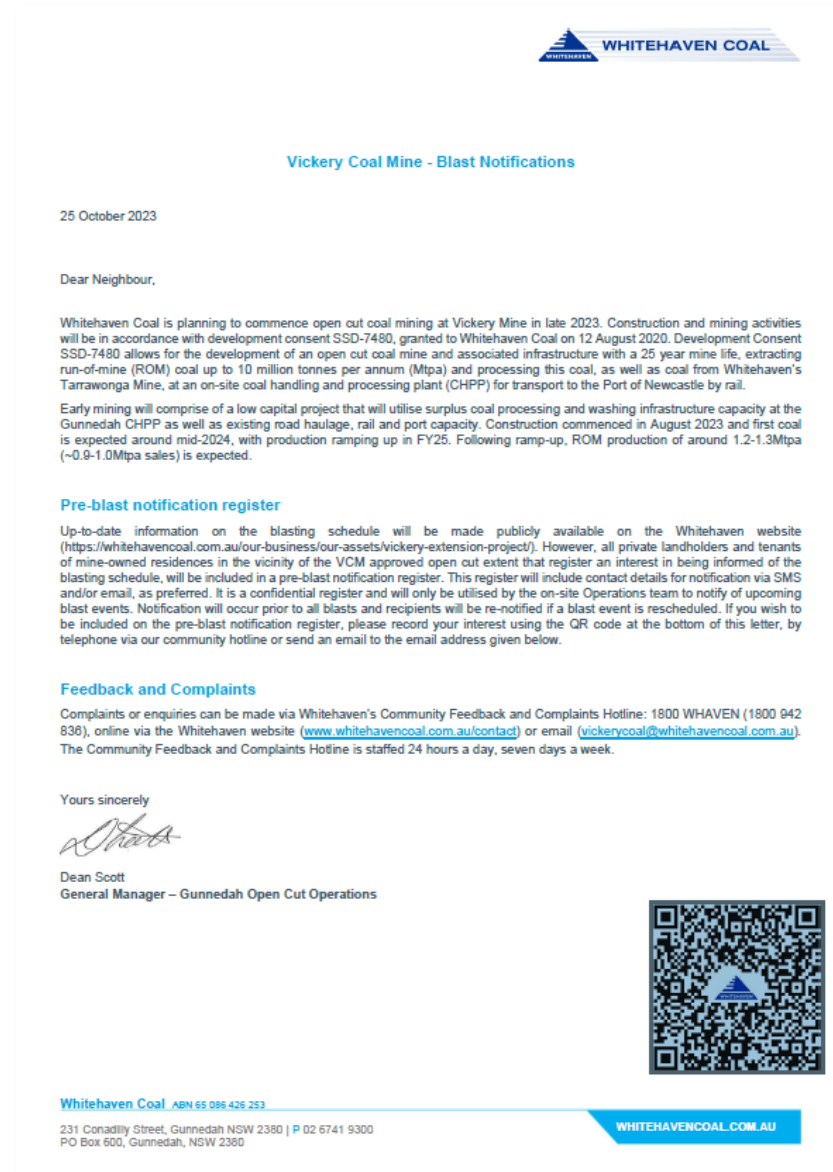 WHITEHAVEN COAL
WHITEHAVEN
Vickery Coal Mine - Blast Notifications
25 October 2023
Dear Neighbour,
Whitehaven Coal is planning to commence open cut coal mining at Vickery Mine in late 2023. Construction and mining activities
will be in accordance with development consent SSD-7480, granted to Whitehaven Coal on 12 August 2020. Development Consent
SSD-7480 allows for the development of an open cut coal mine and associated infrastructure with a 25 year mine life, extracting
run-of-mine (ROM) coal up to 10 million tonnes per annum (Mtpa) and processing this coal, as well as coal from Whitehaven's
Tarrawonga Mine, at an on-site coal handling and processing plant (CHPP) for transport to the Port of Newcastle by rail.
Early mining will comprise of a low capital project that will utilise surplus coal processing and washing infrastructure capacity at the
Gunnedah CHPP as well as existing road haulage, rail and port capacity. Construction commenced in August 2023 and first coal
is expected around mid-2024, with production ramping up in FY25. Following ramp-up, ROM production of around 1.2-1.3Mtpa
(~0.9-1.0Mtpa sales) is expected.
Pre-blast notification register
Up-to-date information on the blasting schedule will be made publicly available on the Whitehaven website
(https://whitehavencoal.com.au/our-business/our-assets/vickery-extension-project/). However, all private landholders and tenants
of mine-owned residences in the vicinity of the VCM approved open cut extent that register an interest in being informed of the
blasting schedule, will be included in a pre-blast notification register. This register will include contact details for notification via SMS
and/or email, as preferred. It is a confidential register and will only be utilised by the on-site Operations team to notify of upcoming
blast events. Notification will occur prior to all blasts and recipients will be re-notified if a blast event is rescheduled. If you wish to
be included on the pre-blast notification register, please record your interest using the QR code at the bottom of this letter, by
telephone via our community hotline or send an email to the email address given below.
Feedback and Complaints
Complaints or enquiries can be made via Whitehaven's Community Feedback and Complaints Hotline: 1800 WHAVEN (1800 942
836), online via the Whitehaven website (www.whitehavencoal.com.au/contact) or email (vickerycoal@whitehavencoal.com.au).
The Community Feedback and Complaints Hotline is staffed 24 hours a day, seven days a week.
Yours sincerely
Dean Scott
General Manager – Gunnedah Open Cut Operations
WHITEHAVEN
Whitehaven Coal ABN 65 086 426 253
231 Conadilly Street, Gunnedah NSW 2380 | P 02 6741 9300
PO Box 600, Gunnedah, NSW 2380
WHITEHAVENCOAL.COM.AU